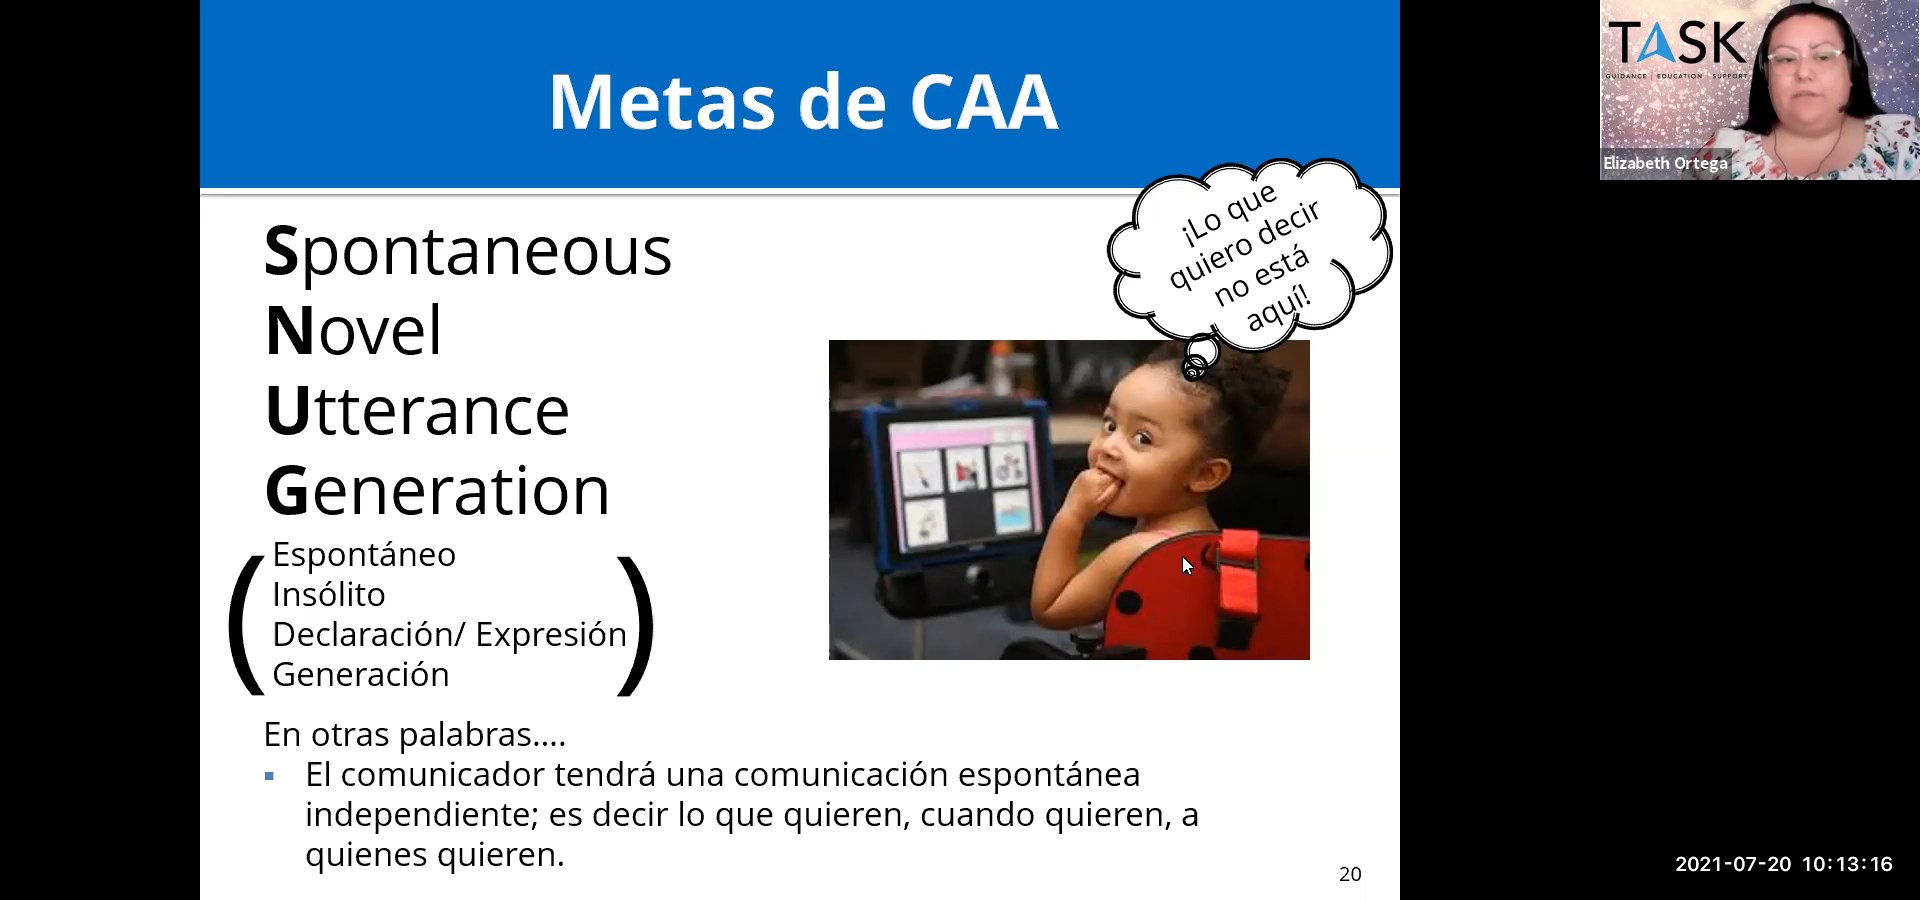 Metas de CAA
Spontaneous
Novel
Utterance
Generation
(Espontáneo
Insólito
Declaración/ Expresión
Generación)
En otras palabras....
▪ El comunicador tendrá una comunicación espontánea
independiente; es decir lo que quieren, cuando quieren, a
quienes quieren.
¡Lo que
quiero decir
no está
aquí!
20
TASK
GUIDANCE | EDUCATION | SUPPORT
Elizabeth Ortega
2021-07-20 10:13:16